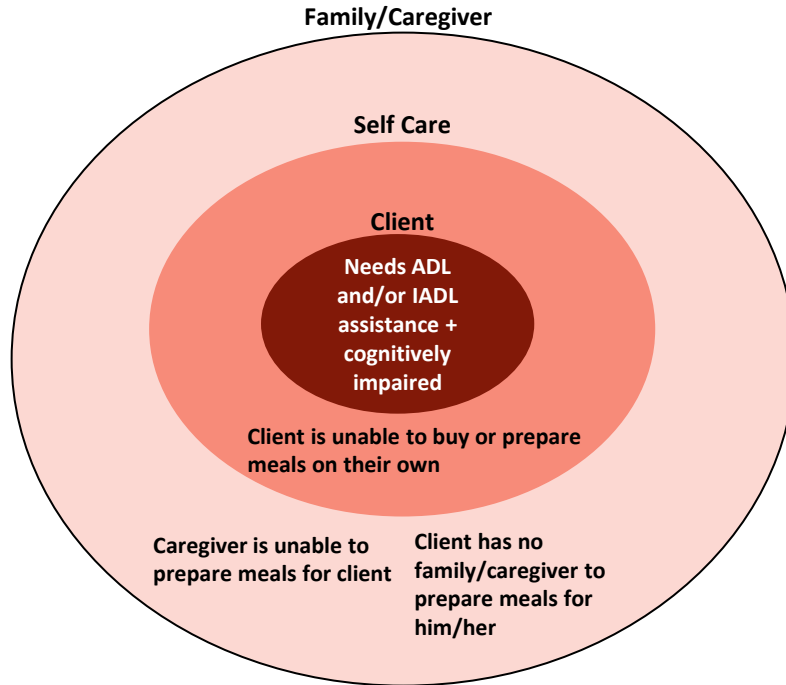 Family/Caregiver
Self Care
Client
Needs ADL
and/or IADL
assistance +
cognitively
impaired
Client is unable to buy or prepare
meals on their own
Caregiver is unable to
prepare meals for client
Client has no
family/caregiver to
prepare meals for
him/her